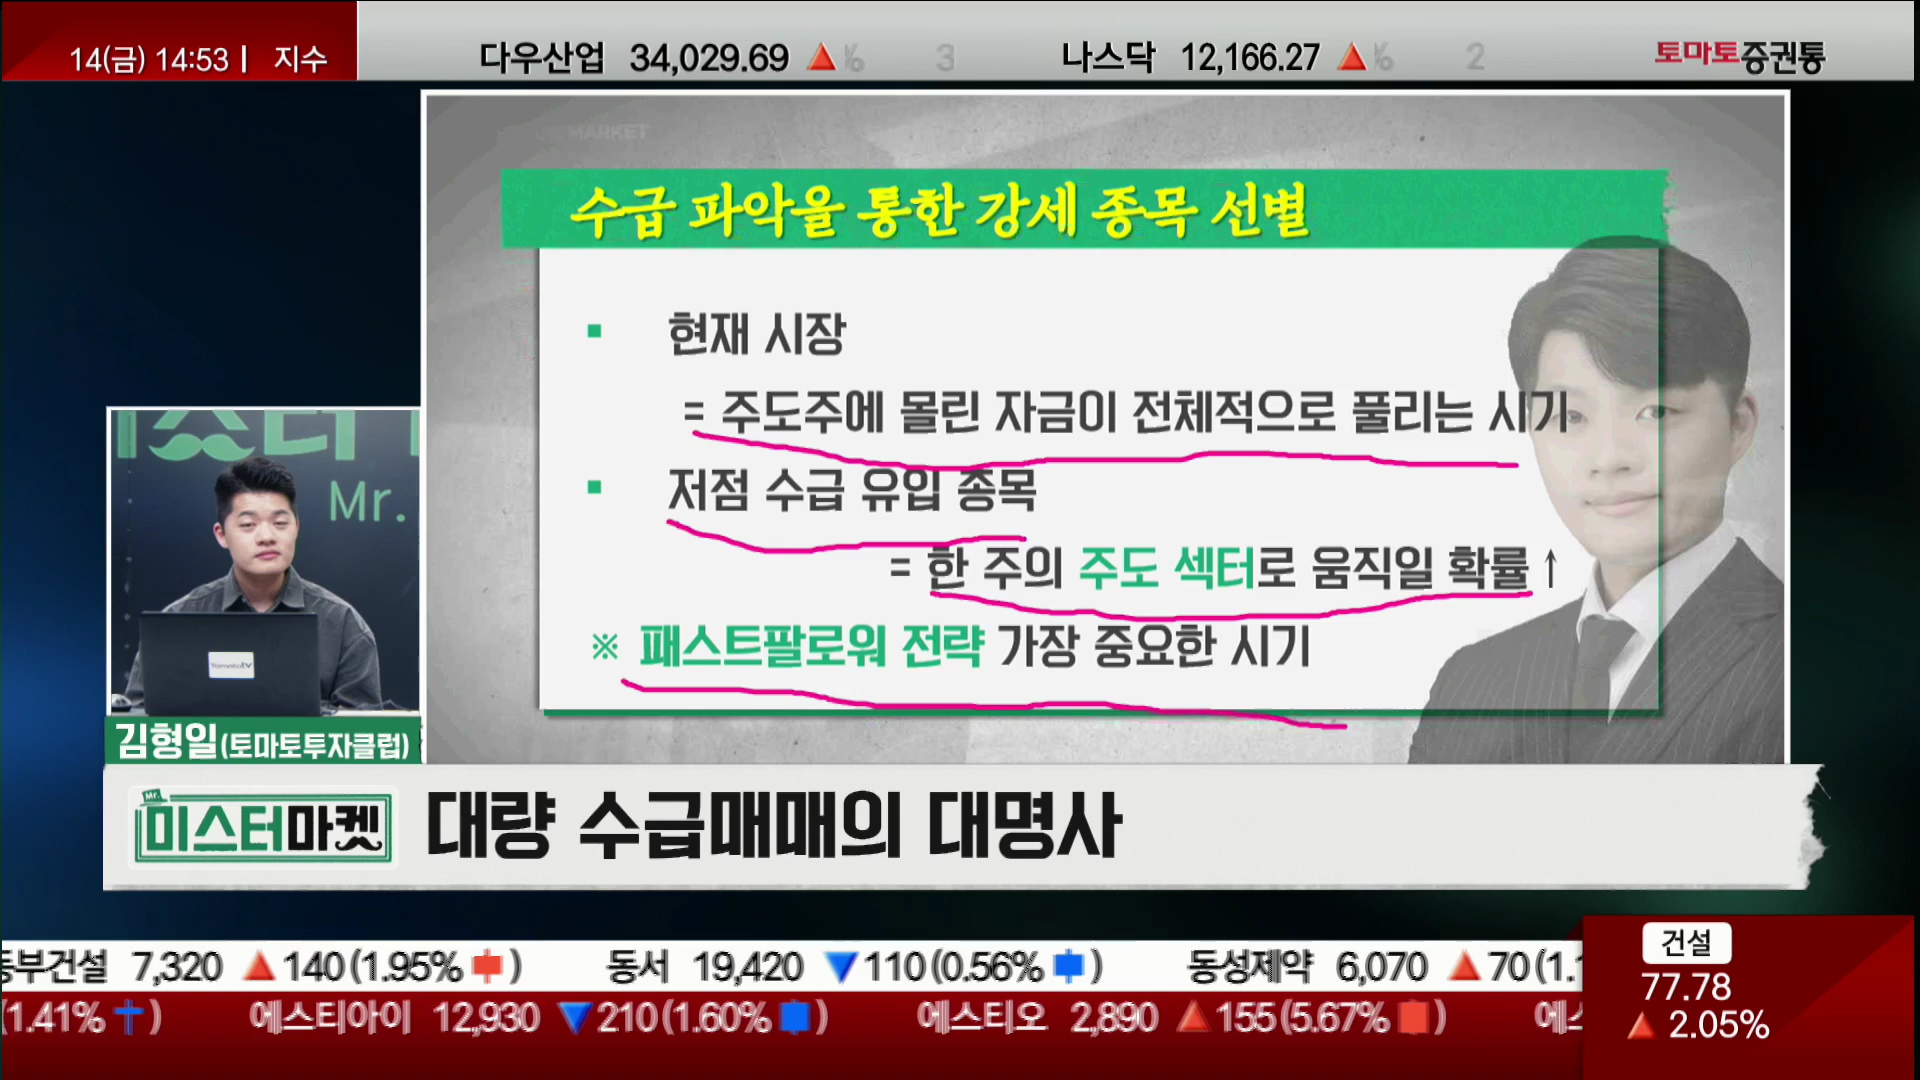 14(금) 14:53 | 지수
다우산업 34,029.69 ▲
나스닥 12,166.27 ▲
토마토증권통
MARKET
수급 파악을 통한 강세 종목 선별
▪ 현재 시장
= 주도주에 몰린 자금이 전체적으로 풀리는 시기
▪ 저점 수급 유입 종목
= 한 주의 주도 섹터로 움직일 확률↑
※ 패스트팔로워 전략 가장 중요한 시기
미스터
Mr.
TomatoTV
김형일(토마토투자클럽)
Mr.
미스터마켓
대량 수급매매의 대명사
동부건설 7,320 ▲140(1.95%) 동서 19,420 ▼110(0.56%) 동성제약 6,070 ▲70(1.1
(1.41%) 에스티아이 12,930 ▼210(1.60%) 에스티오 2,890 ▲155(5.67%)
건설
77.78
▲ 2.05%